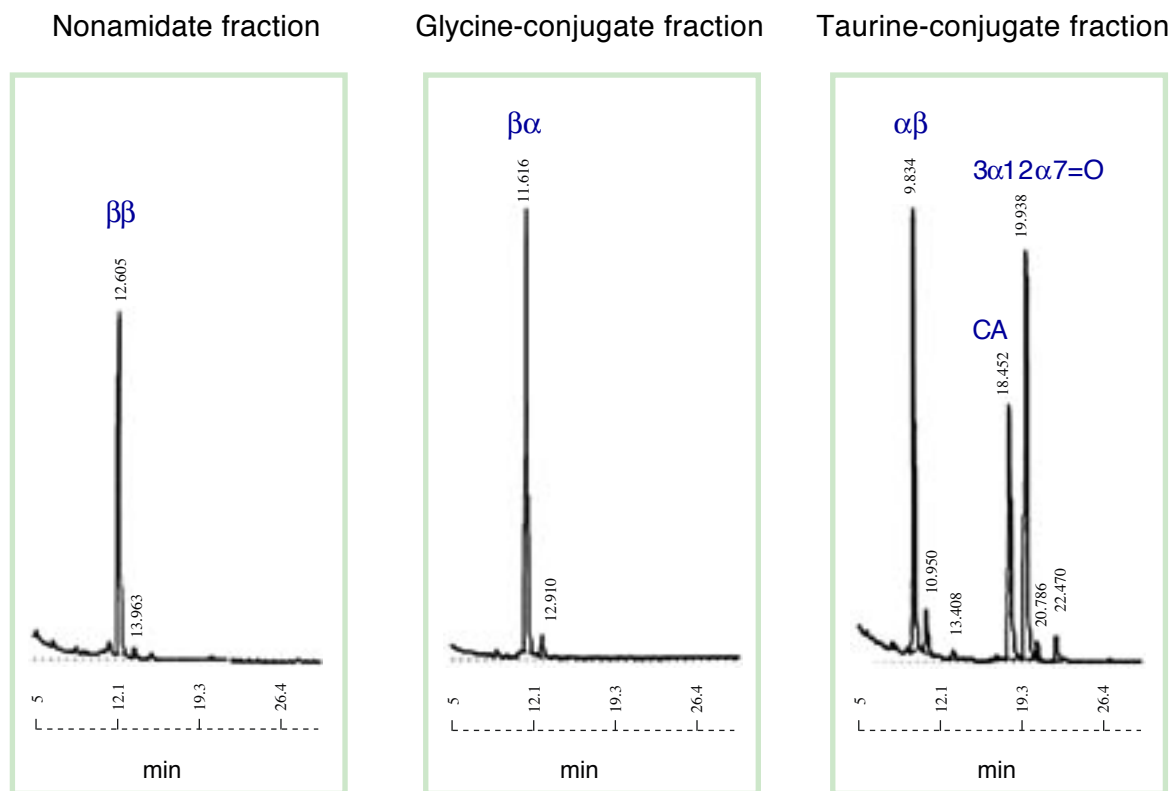 Nonamidate fraction
ββ
12.605
13.963
5
12.1
19.3
26.4
min
Glycine-conjugate fraction
βα
11.616
12.910
5
12.1
19.3
26.4
min
Taurine-conjugate fraction
αβ
9.834
3α12α7=O
19.938
CA
18.452
10.950
13.408
20.786
22.470
5
12.1
19.3
26.4
min